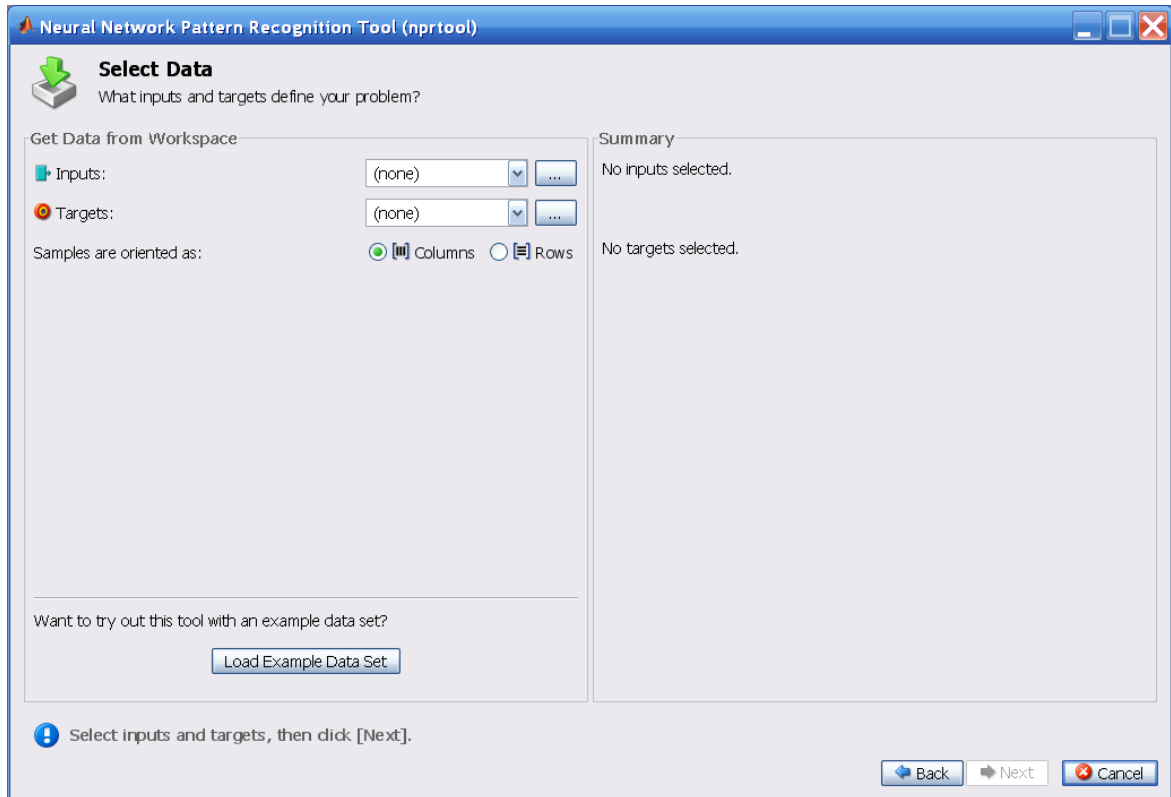 Neural Network Pattern Recognition Tool (nprtool)
Select Data
What inputs and targets define your problem?
Get Data from Workspace
Inputs: (none) ...
Targets: (none) ...
Samples are oriented as: Columns Rows
Want to try out this tool with an example data set?
Load Example Data Set
Summary
No inputs selected.
No targets selected.
Select inputs and targets, then click [Next].
Back Next Cancel